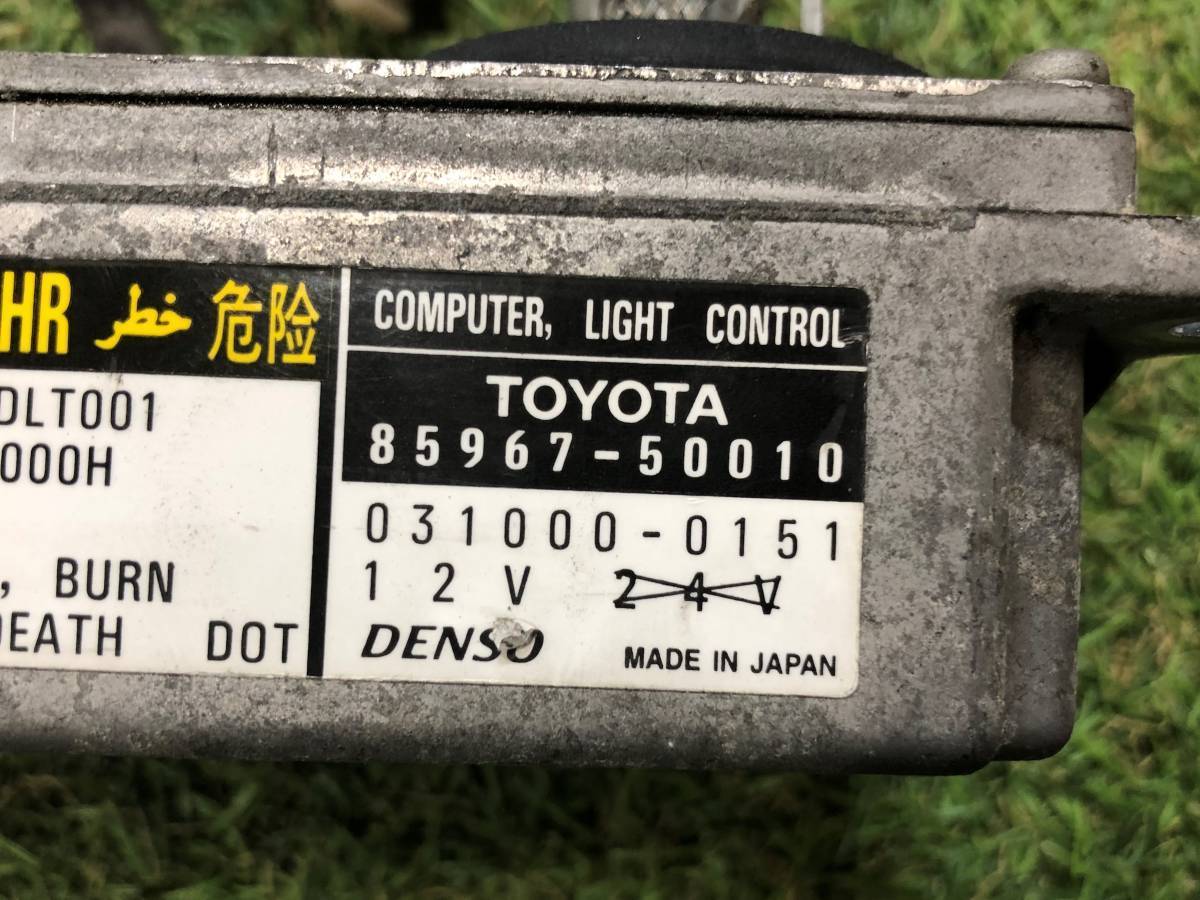 HR خطر 危险
DLT001
000H
, BURN
DEATH DOT
COMPUTER, LIGHT CONTROL
TOYOTA
85967-50010
031000-0151
12V 24V
DENSO
MADE IN JAPAN